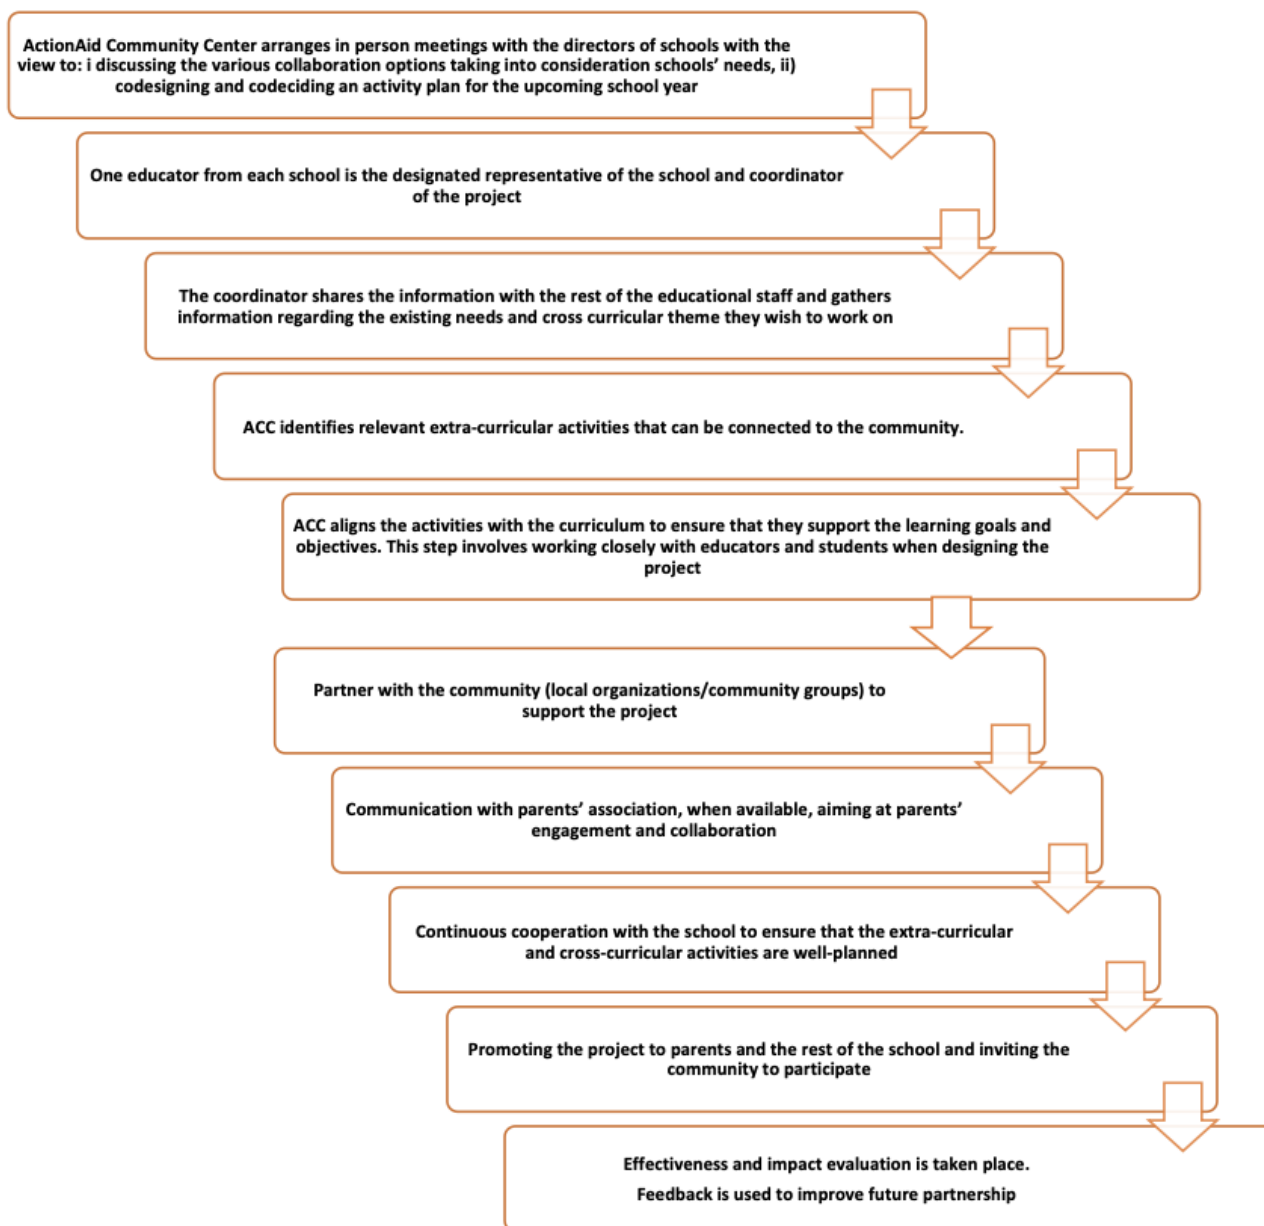 ActionAid Community Center arranges in person meetings with the directors of schools with the
view to: i discussing the various collaboration options taking into consideration schools’ needs, ii)
codesigning and codeciding an activity plan for the upcoming school year
One educator from each school is the designated representative of the school and coordinator
of the project
The coordinator shares the information with the rest of the educational staff and gathers
information regarding the existing needs and cross curricular theme they wish to work on
ACC identifies relevant extra-curricular activities that can be connected to the community.
ACC aligns the activities with the curriculum to ensure that they support the learning goals and
objectives. This step involves working closely with educators and students when designing the
project
Partner with the community (local organizations/community groups) to
support the project
Communication with parents’ association, when available, aiming at parents’
engagement and collaboration
Continuous cooperation with the school to ensure that the extra-curricular
and cross-curricular activities are well-planned
Promoting the project to parents and the rest of the school and inviting the
community to participate
Effectiveness and impact evaluation is taken place.
Feedback is used to improve future partnership